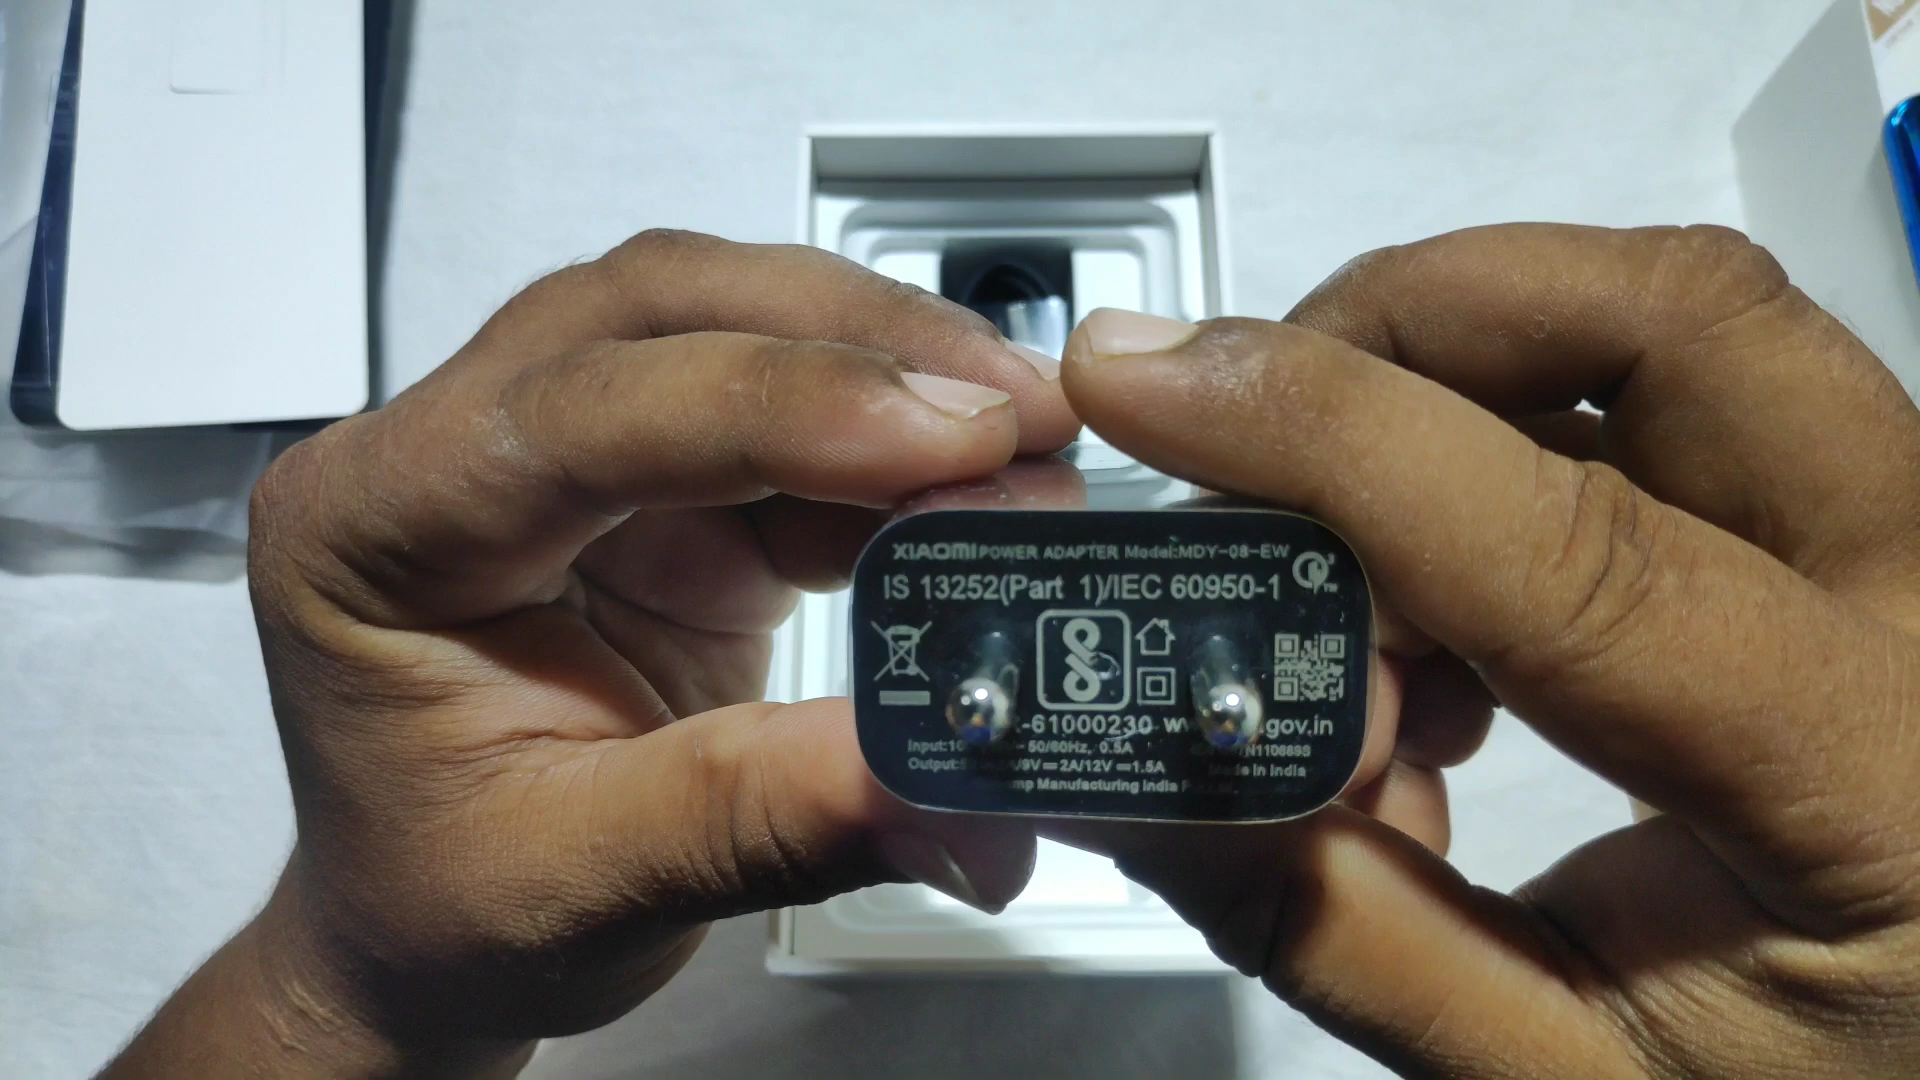 XIAOMI POWER ADAPTER Model:MDY-08-EW
IS 13252(Part 1)/IEC 60950-1
-61000230 .gov.in
Input: 50/60Hz, 0.5A
Output: /9V⎓2A/12V⎓1.5A Made in India
Manufacturing India